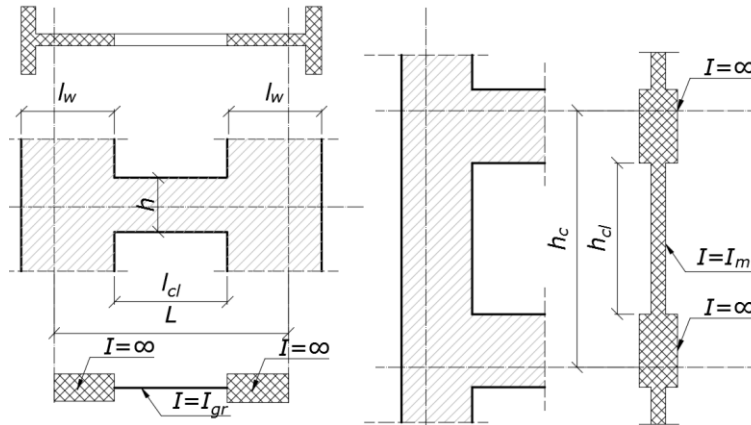 l_w
l_w
h
l_cl
L
I=∞
I=∞
I=I_gr
I=∞
h_c
h_cl
I=I_m
I=∞